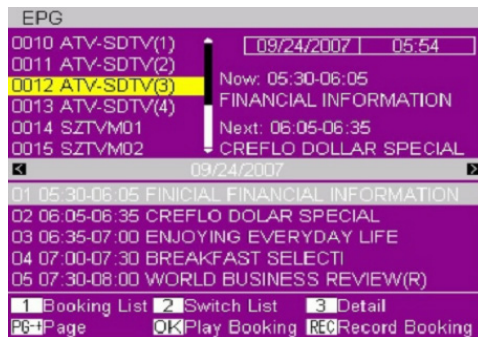 EPG
0010 ATV-SDTV(1)
0011 ATV-SDTV(2)
0012 ATV-SDTV(3)
0013 ATV-SDTV(4)
0014 SZTVM01
0015 SZTVM02
09/24/2007 05:54
Now: 05:30-06:05
FINANCIAL INFORMATION
Next: 06:05-06:35
CREFLO DOLLAR SPECIAL
09/24/2007
01 05:30-06:05 FINICIAL FINANCIAL INFORMATION
02 06:05-06:35 CREFLO DOLAR SPECIAL
03 06:35-07:00 ENJOYING EVERYDAY LIFE
04 07:00-07:30 BREAKFAST SELECTI
05 07:30-08:00 WORLD BUSINESS REVIEW(R)
1 Booking List 2 Switch List 3 Detail
PG-+Page OK Play Booking REC Record Booking